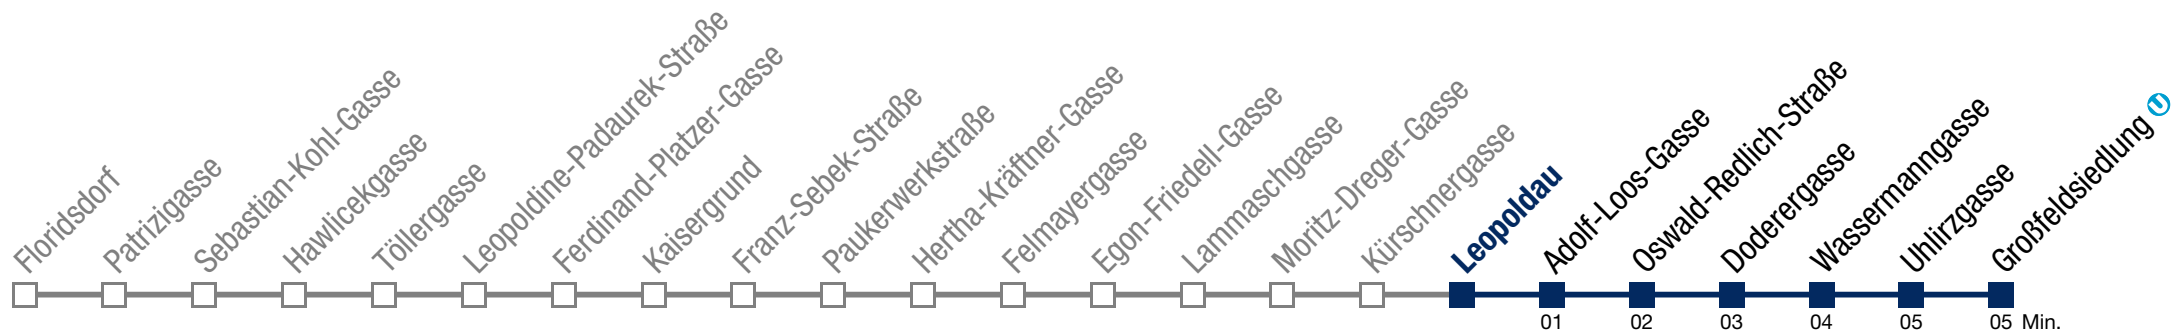 Floridsdorf
Patrizigasse
Sebastian-Kohl-Gasse
Hawlicekgasse
Töllergasse
Leopoldine-Padaurek-Straße
Ferdinand-Platzer-Gasse
Kaisergrund
Franz-Sebek-Straße
Paukerwerkstraße
Hertha-Kräftner-Gasse
Felmayergasse
Egon-Friedell-Gasse
Lammaschgasse
Moritz-Dreger-Gasse
Kürschnergasse
Leopoldau
Adolf-Loos-Gasse
Oswald-Redlich-Straße
Doderergasse
Wassermanngasse
Uhlirzgasse
Großfeldsiedlung U
01 02 03 04 05 05 Min.